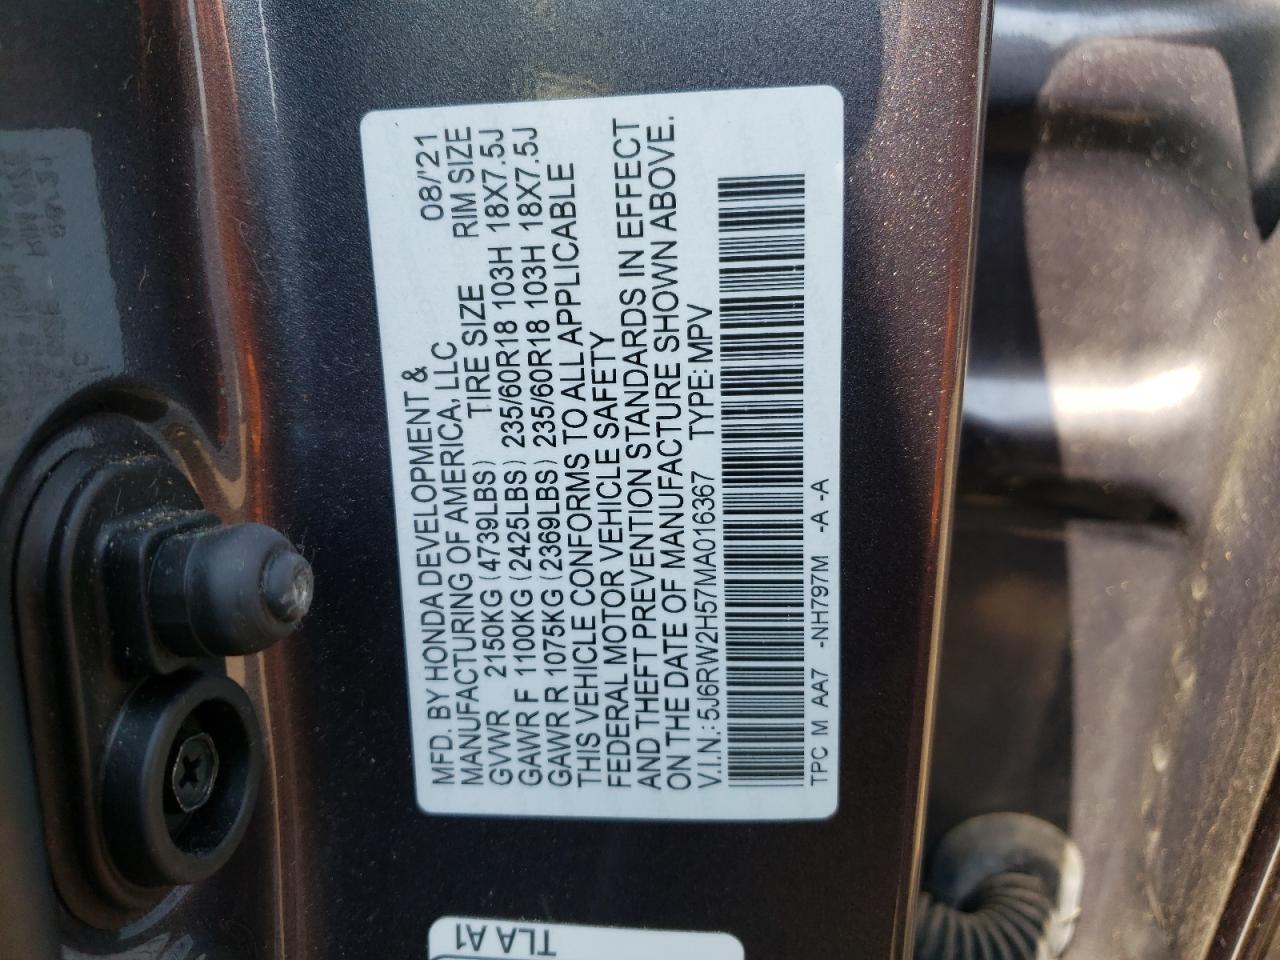 MFD. BY HONDA DEVELOPMENT & 08/'21
MANUFACTURING OF AMERICA, LLC
TIRE SIZE RIM SIZE
GVWR 2150KG (4739LBS)
GAWR F 1100KG (2425LBS) 235/60R18 103H 18X7.5J
GAWR R 1075KG (2369LBS) 235/60R18 103H 18X7.5J
THIS VEHICLE CONFORMS TO ALL APPLICABLE
FEDERAL MOTOR VEHICLE SAFETY
AND THEFT PREVENTION STANDARDS IN EFFECT
ON THE DATE OF MANUFACTURE SHOWN ABOVE.
V.I.N.: 5J6RW2H57MA016367 TYPE: MPV
TPC M AA7 -NH797M -A -A
TLA A1